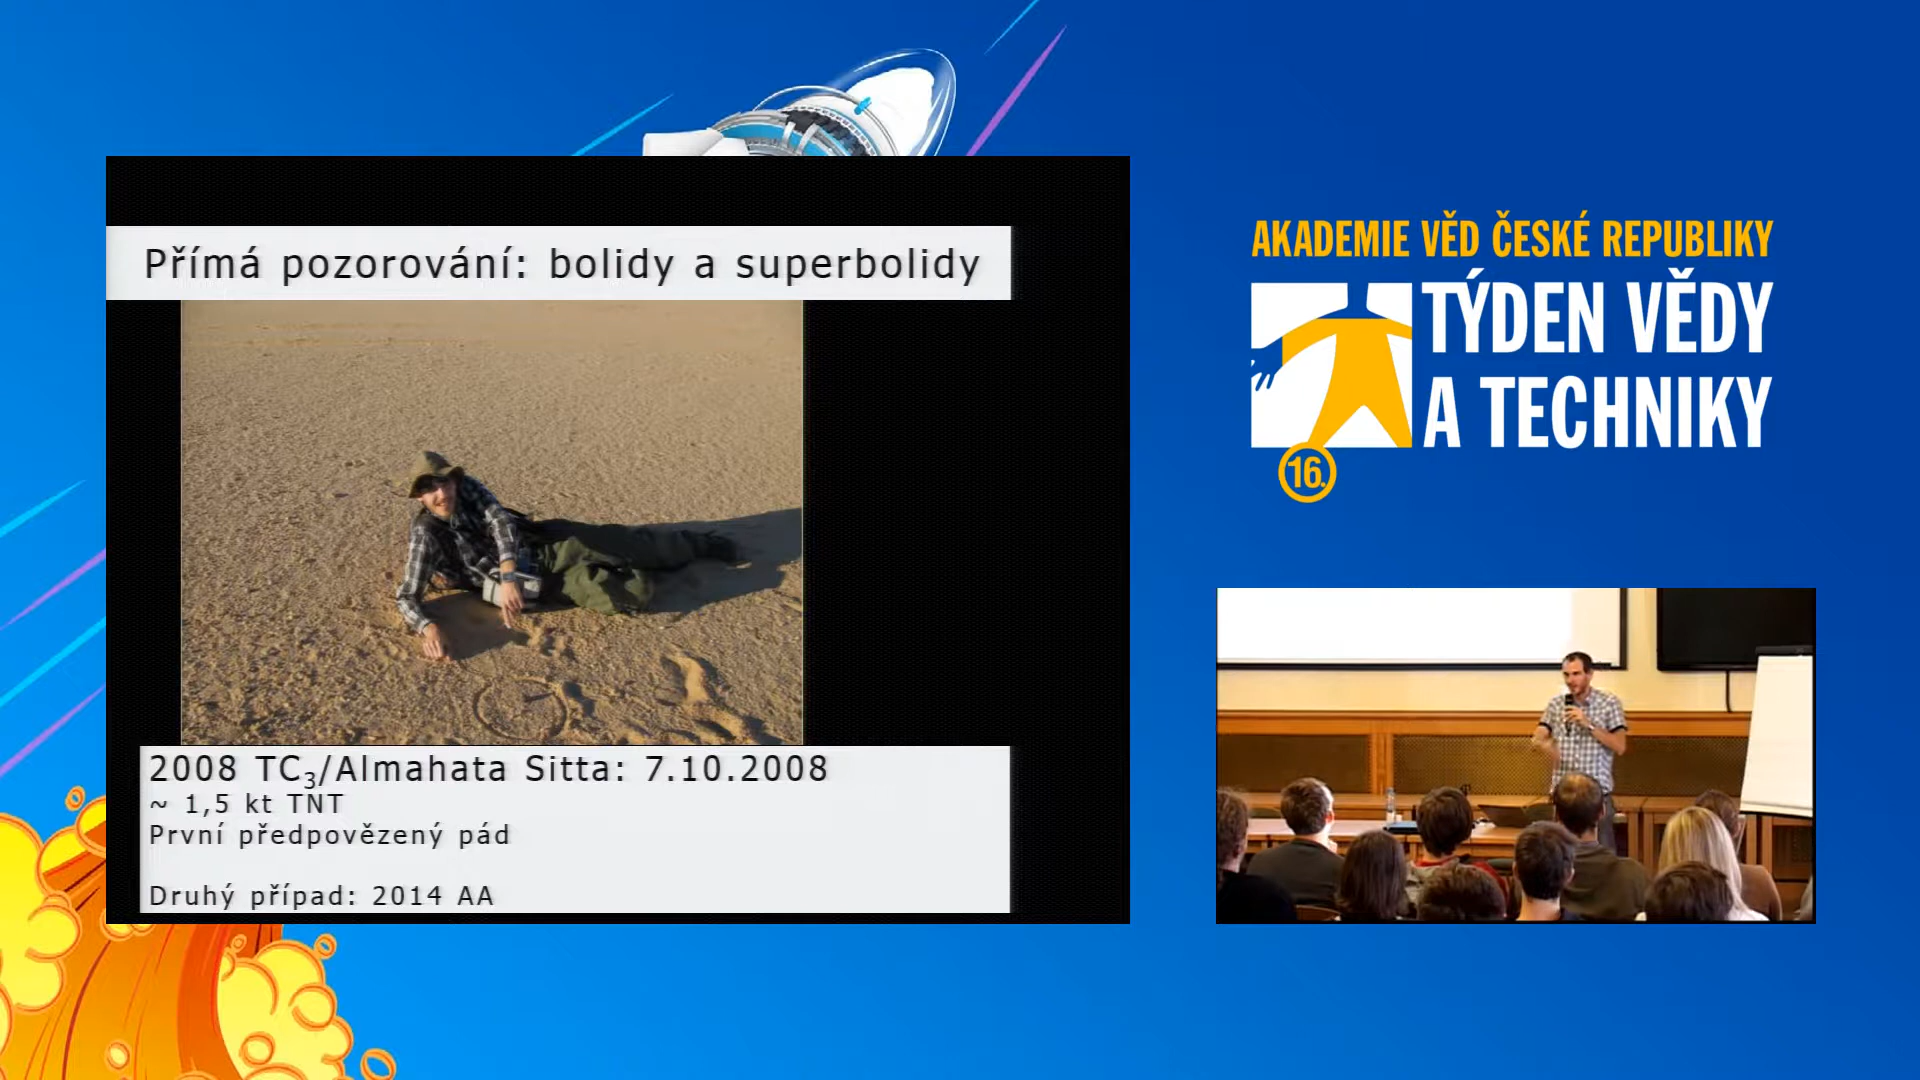 Přímá pozorování: bolidy a superbolidy
2008 TC₃/Almahata Sitta: 7.10.2008
~ 1,5 kt TNT
První předpovězený pád
Druhý případ: 2014 AA
AKADEMIE VĚD ČESKÉ REPUBLIKY
TÝDEN VĚDY
A TECHNIKY
16.